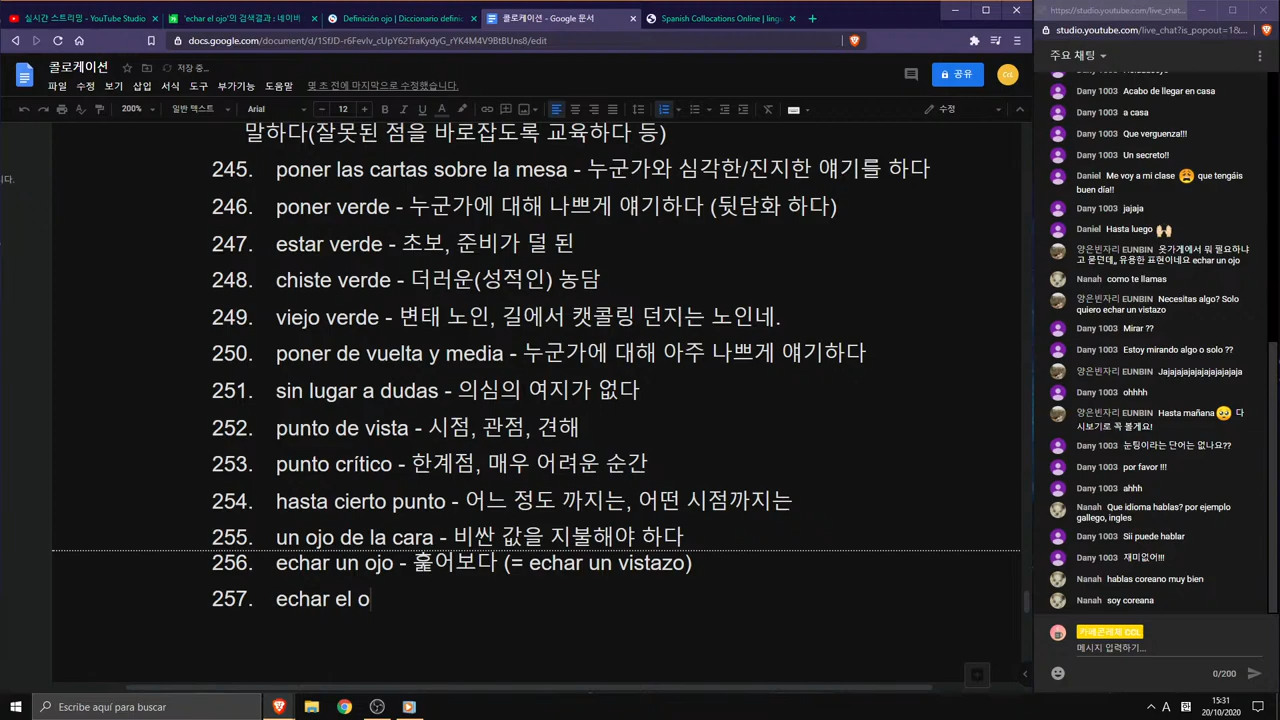 실시간 스트리밍 - YouTube Studio
'echar el ojo'의 검색결과 : 네이버
Definición ojo | Diccionario defini
콜로케이션 - Google 문서
Spanish Collocations Online | ling
docs.google.com/document/d/1SfJD-r6Fevlv_cUpY62TraKydyG_rYK4M4V9BtBUns8/edit
콜로케이션
저장 중...
파일 수정 보기 삽입 서식 도구 부가기능 도움말 몇 초 전에 마지막으로 수정했습니다.
공유
CcL
200% 일반 텍스트 Arial 12 수정
니다.
말하다(잘못된 점을 바로잡도록 교육하다 등)
245. poner las cartas sobre la mesa - 누군가와 심각한/진지한 얘기를 하다
246. poner verde - 누군가에 대해 나쁘게 얘기하다 (뒷담화 하다)
247. estar verde - 초보, 준비가 덜 된
248. chiste verde - 더러운(성적인) 농담
249. viejo verde - 변태 노인, 길에서 캣콜링 던지는 노인네.
250. poner de vuelta y media - 누군가에 대해 아주 나쁘게 얘기하다
251. sin lugar a dudas - 의심의 여지가 없다
252. punto de vista - 시점, 관점, 견해
253. punto crítico - 한계점, 매우 어려운 순간
254. hasta cierto punto - 어느 정도 까지는, 어떤 시점까지는
255. un ojo de la cara - 비싼 값을 지불해야 하다
256. echar un ojo - 훑어보다 (= echar un vistazo)
257. echar el o
https://studio.youtube.com/live_chat?is_popout=1&
studio.youtube.com/live_chat?is_popout=1&...
주요 채팅
Dany 1003 Acabo de llegar en casa
Dany 1003 a casa
Dany 1003 Que verguenza!!!
Dany 1003 Un secreto!!
Daniel Me voy a mi clase 😩 que tengáis
buen día!!
Dany 1003 jajaja
Daniel Hasta luego 🙌
양은빈자리 EUNBIN 옷가게에서 뭐 필요하냐
고 묻던데,, 유용한 표현이네요 echar un ojo
Nanah como te llamas
양은빈자리 EUNBIN Necesitas algo? Solo
quiero echar un vistazo
Dany 1003 Mirar ??
Dany 1003 Estoy mirando algo o solo ??
양은빈자리 EUNBIN Jajajajajajajajajajaja
Dany 1003 ohhhh
양은빈자리 EUNBIN Hasta mañana 🥺 다
시보기로 꼭 볼게요!
Dany 1003 눈팅이라는 단어는 없나요??
Dany 1003 por favor !!!
Dany 1003 ahhh
Nanah Que idioma hablas? por ejemplo
gallego, ingles
Dany 1003 Sii puede hablar
Dany 1003 재미없어!!!
Nanah hablas coreano muy bien
Nanah soy coreana
카페콘레체 CCL
메시지 입력하기...
0/200
Escribe aquí para buscar
A
15:31
20/10/2020